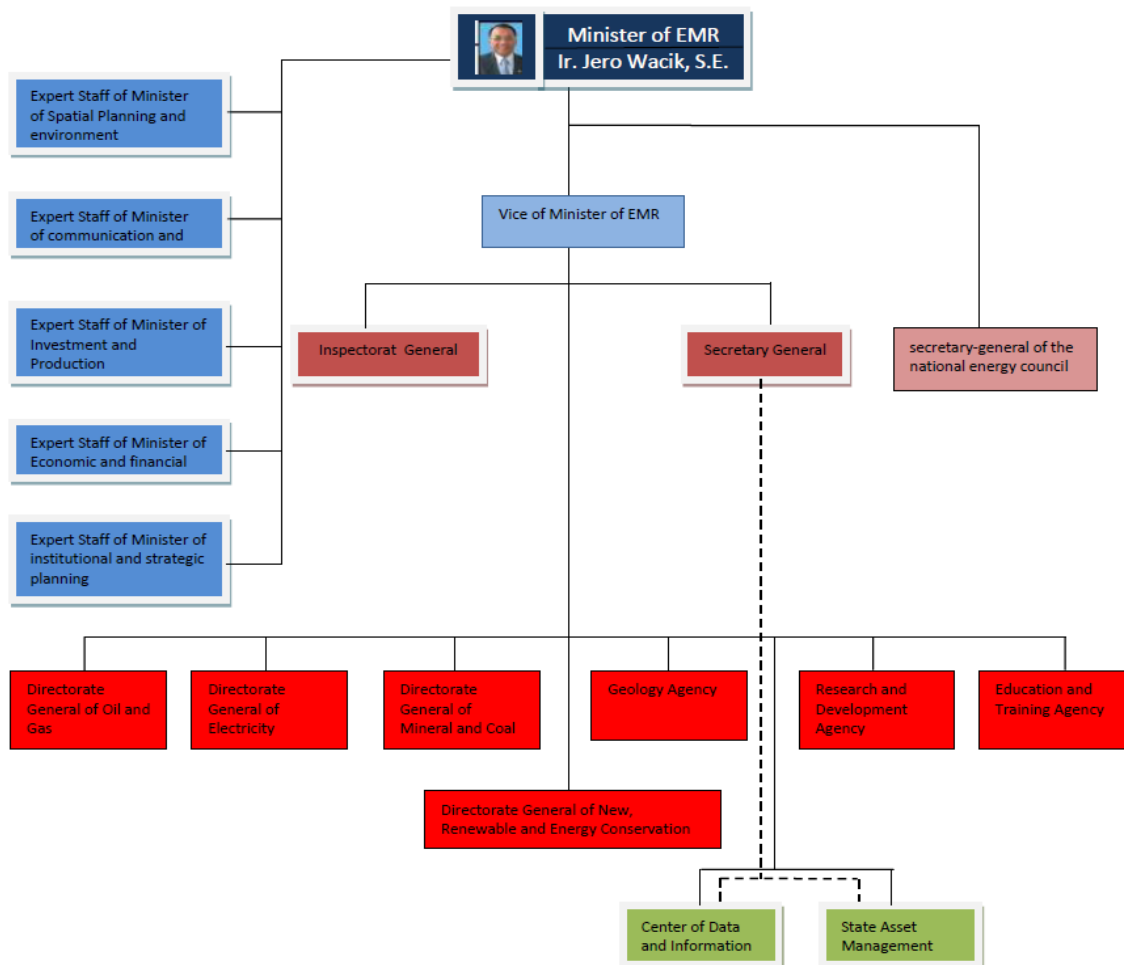 Minister of EMR
Ir. Jero Wacik, S.E.
Expert Staff of Minister
of Spatial Planning and
environment
Expert Staff of Minister
of communication and
Vice of Minister of EMR
Expert Staff of Minister of
Investment and
Production
Inspectorat General
Secretary General
secretary-general of the
national energy council
Expert Staff of Minister of
Economic and financial
Expert Staff of Minister of
institutional and strategic
planning
Directorate
General of Oil and
Gas
Directorate
General of
Electricity
Directorate
General of
Mineral and Coal
Geology Agency
Research and
Development
Agency
Education and
Training Agency
Directorate General of New,
Renewable and Energy Conservation
Center of Data
and Information
State Asset
Management